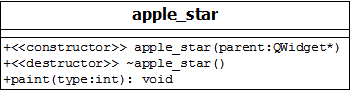 apple_star
+<<constructor>> apple_star(parent:QWidget*)
+<<destructor>> ~apple_star()
+paint(type:int): void